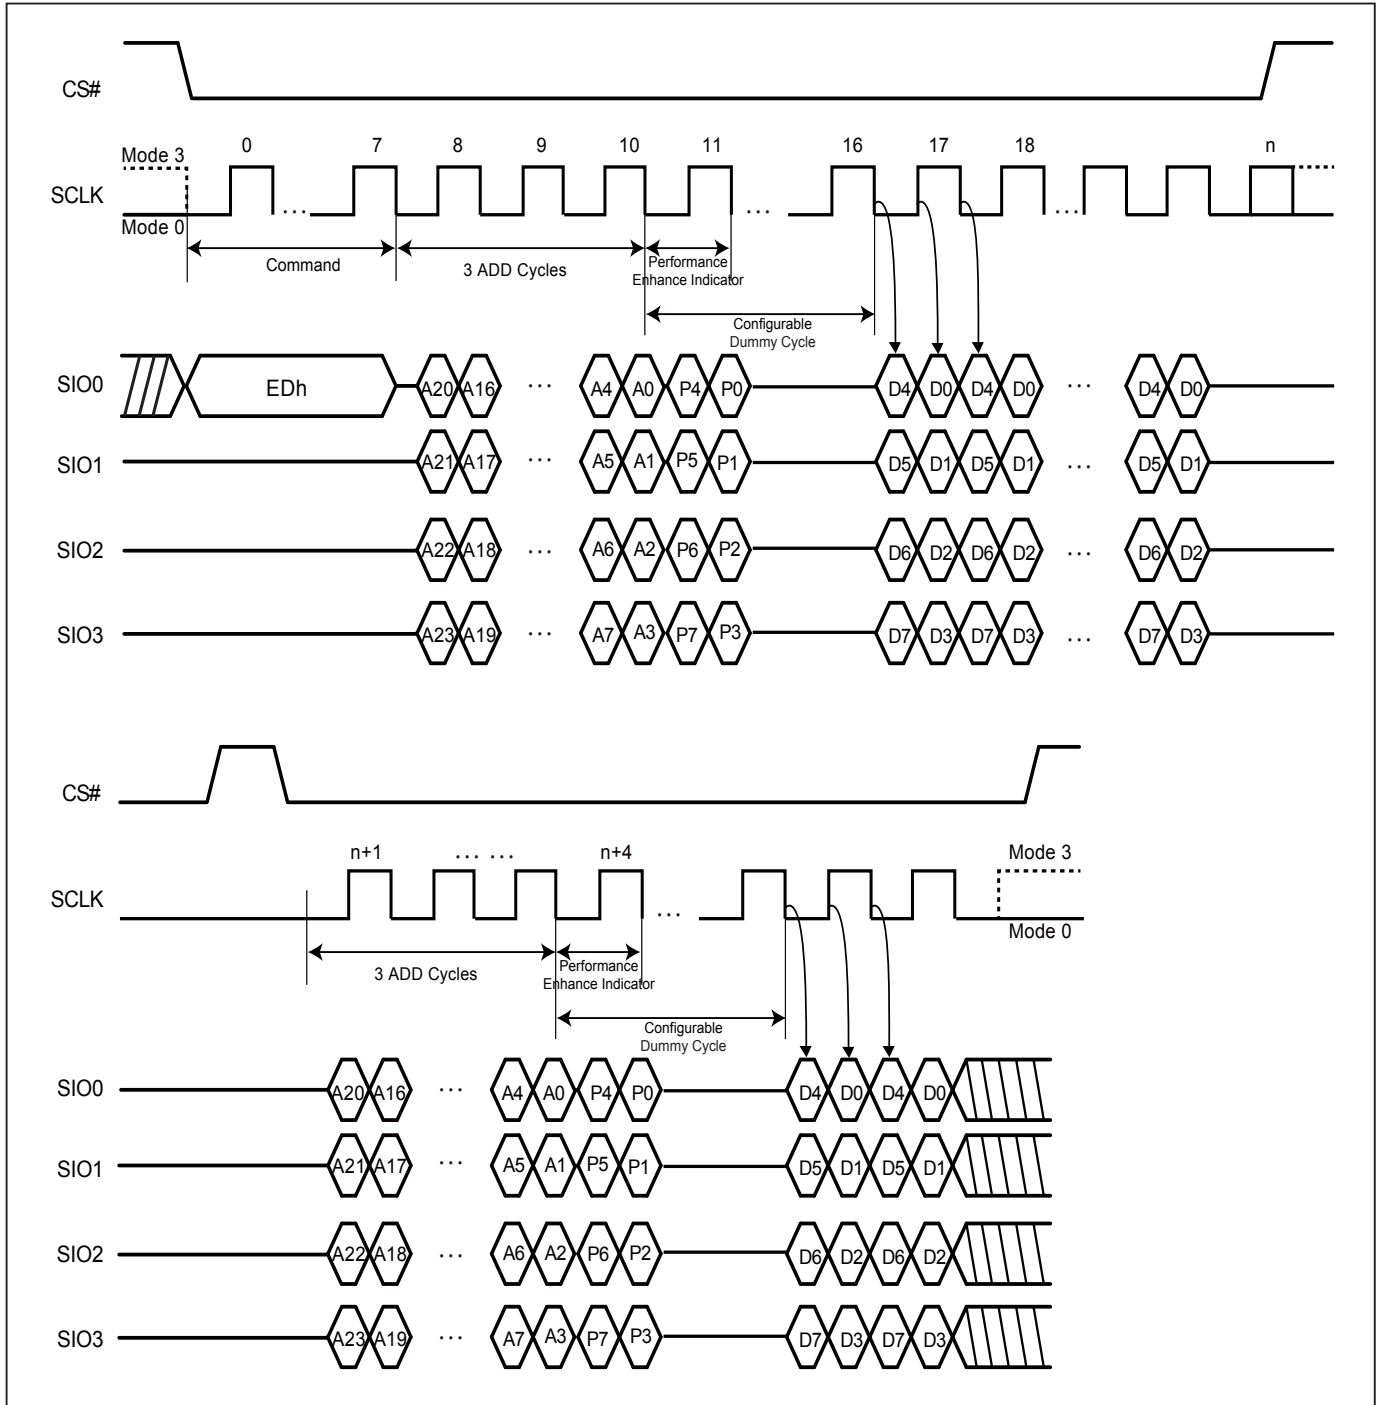 CS#
0 7 8 9 10 11 16 17 18 n
Mode 3
SCLK ... ... ...
Mode 0
Command 3 ADD Cycles Performance
Enhance Indicator
Configurable
Dummy Cycle
SIO0 EDh A20 A16 ... A4 A0 P4 P0 D4 D0 D4 D0 ... D4 D0
SIO1 A21 A17 ... A5 A1 P5 P1 D5 D1 D5 D1 ... D5 D1
SIO2 A22 A18 ... A6 A2 P6 P2 D6 D2 D6 D2 ... D6 D2
SIO3 A23 A19 ... A7 A3 P7 P3 D7 D3 D7 D3 ... D7 D3
CS#
n+1 ... ... n+4 Mode 3
SCLK ...
Mode 0
3 ADD Cycles Performance
Enhance Indicator
Configurable
Dummy Cycle
SIO0 A20 A16 ... A4 A0 P4 P0 D4 D0 D4 D0
SIO1 A21 A17 ... A5 A1 P5 P1 D5 D1 D5 D1
SIO2 A22 A18 ... A6 A2 P6 P2 D6 D2 D6 D2
SIO3 A23 A19 ... A7 A3 P7 P3 D7 D3 D7 D3